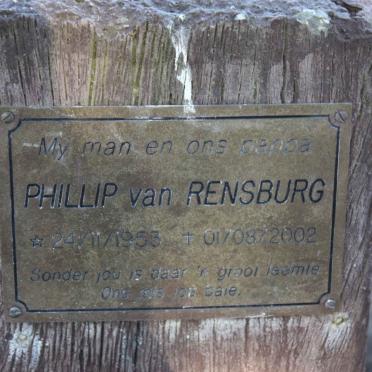 My man en ons pappa
PHILLIP van RENSBURG
☆ 24/11/1953 ✝ 01/08/2002
Sonder jou is daar 'n groot leemte
Ons mis jou baie.